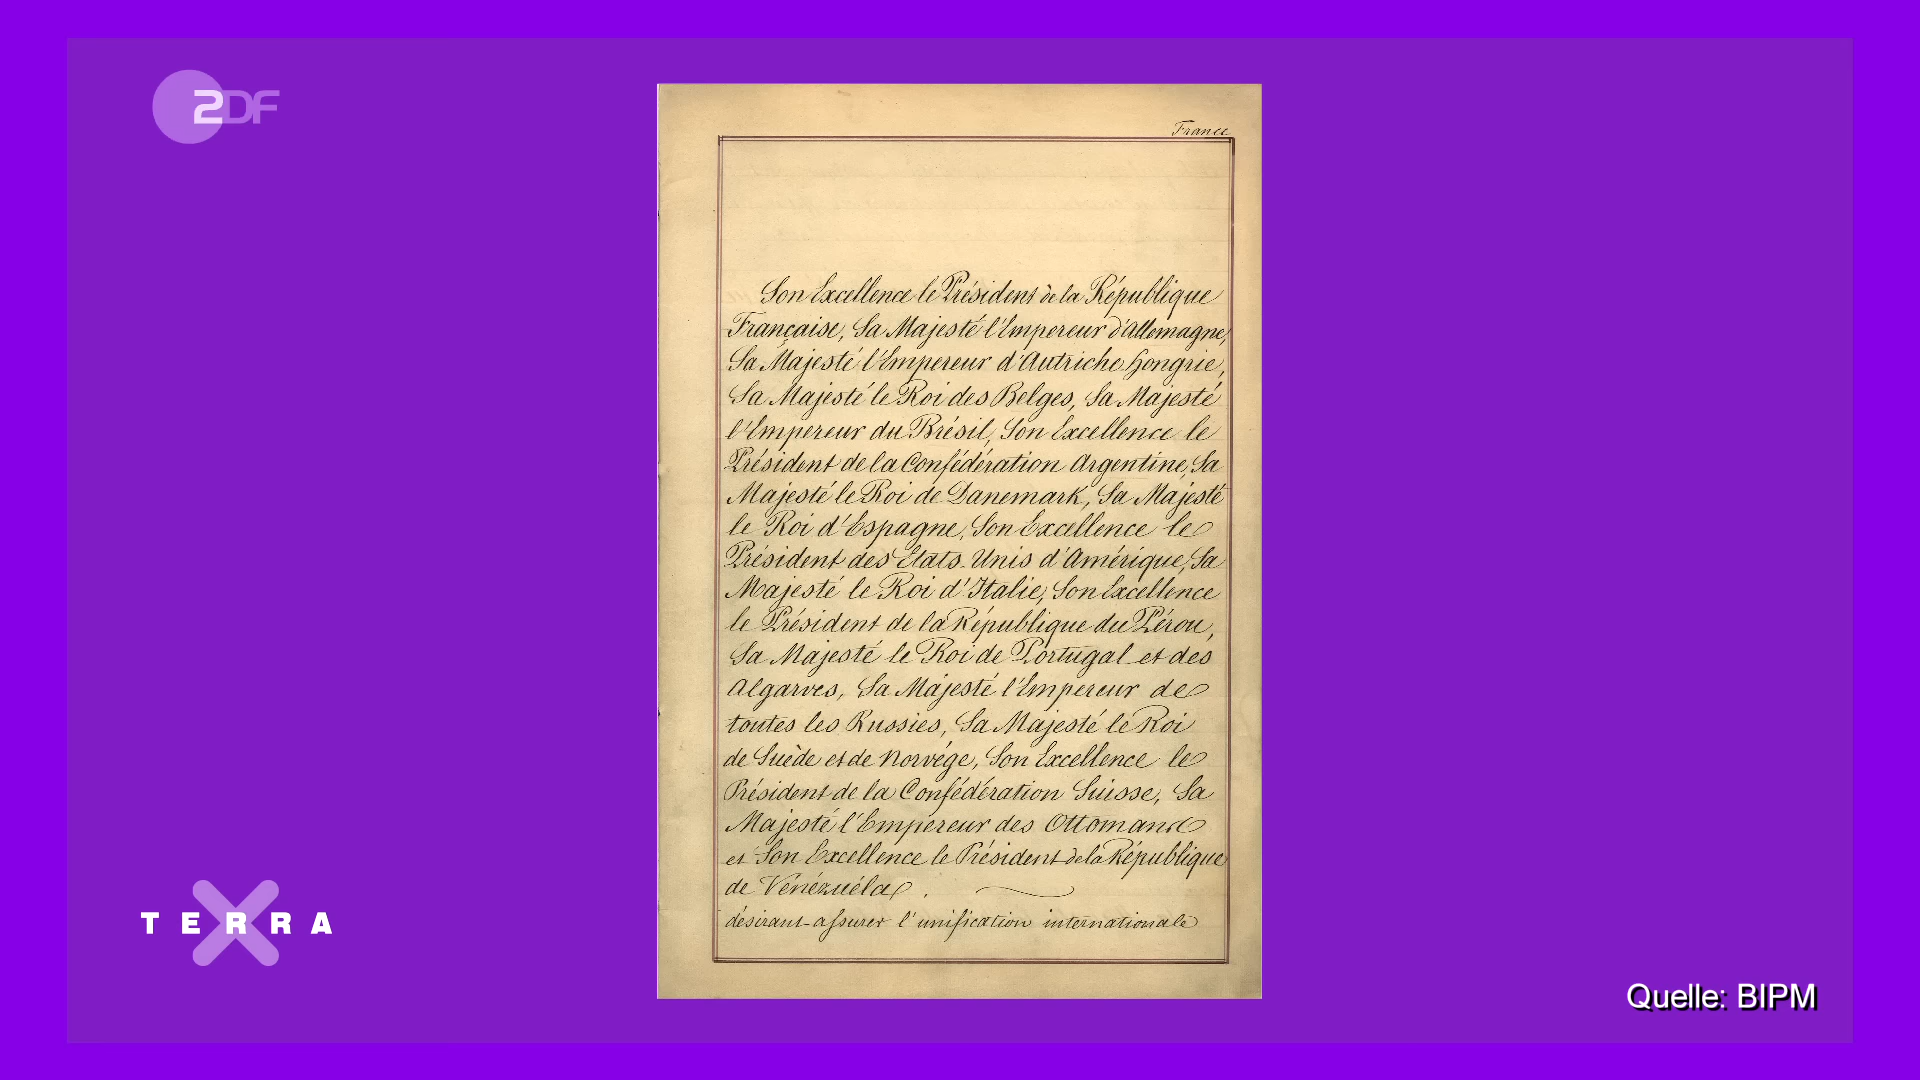 ZDF
France
Son Excellence le Président de la République
Française, Sa Majesté l'Empereur d'Allemagne,
Sa Majesté l'Empereur d'Autriche Hongrie,
Sa Majesté le Roi des Belges, Sa Majesté
l'Empereur du Brésil, Son Excellence le
Président de la Confédération Argentine, Sa
Majesté le Roi de Danemark, Sa Majesté
le Roi d'Espagne, Son Excellence le
Président des Etats-Unis d'Amérique, Sa
Majesté le Roi d'Italie, Son Excellence
le Président de la République du Pérou,
Sa Majesté le Roi de Portugal et des
Algarves, Sa Majesté l'Empereur de
toutes les Russies, Sa Majesté le Roi
de Suède et de Norvége, Son Excellence le
Président de la Confédération Suisse, Sa
Majesté l'Empereur des Ottomans
et Son Excellence le Président de la République
de Vénézuéla.
désirant assurer l'unification internationale
TERRA X
Quelle: BIPM